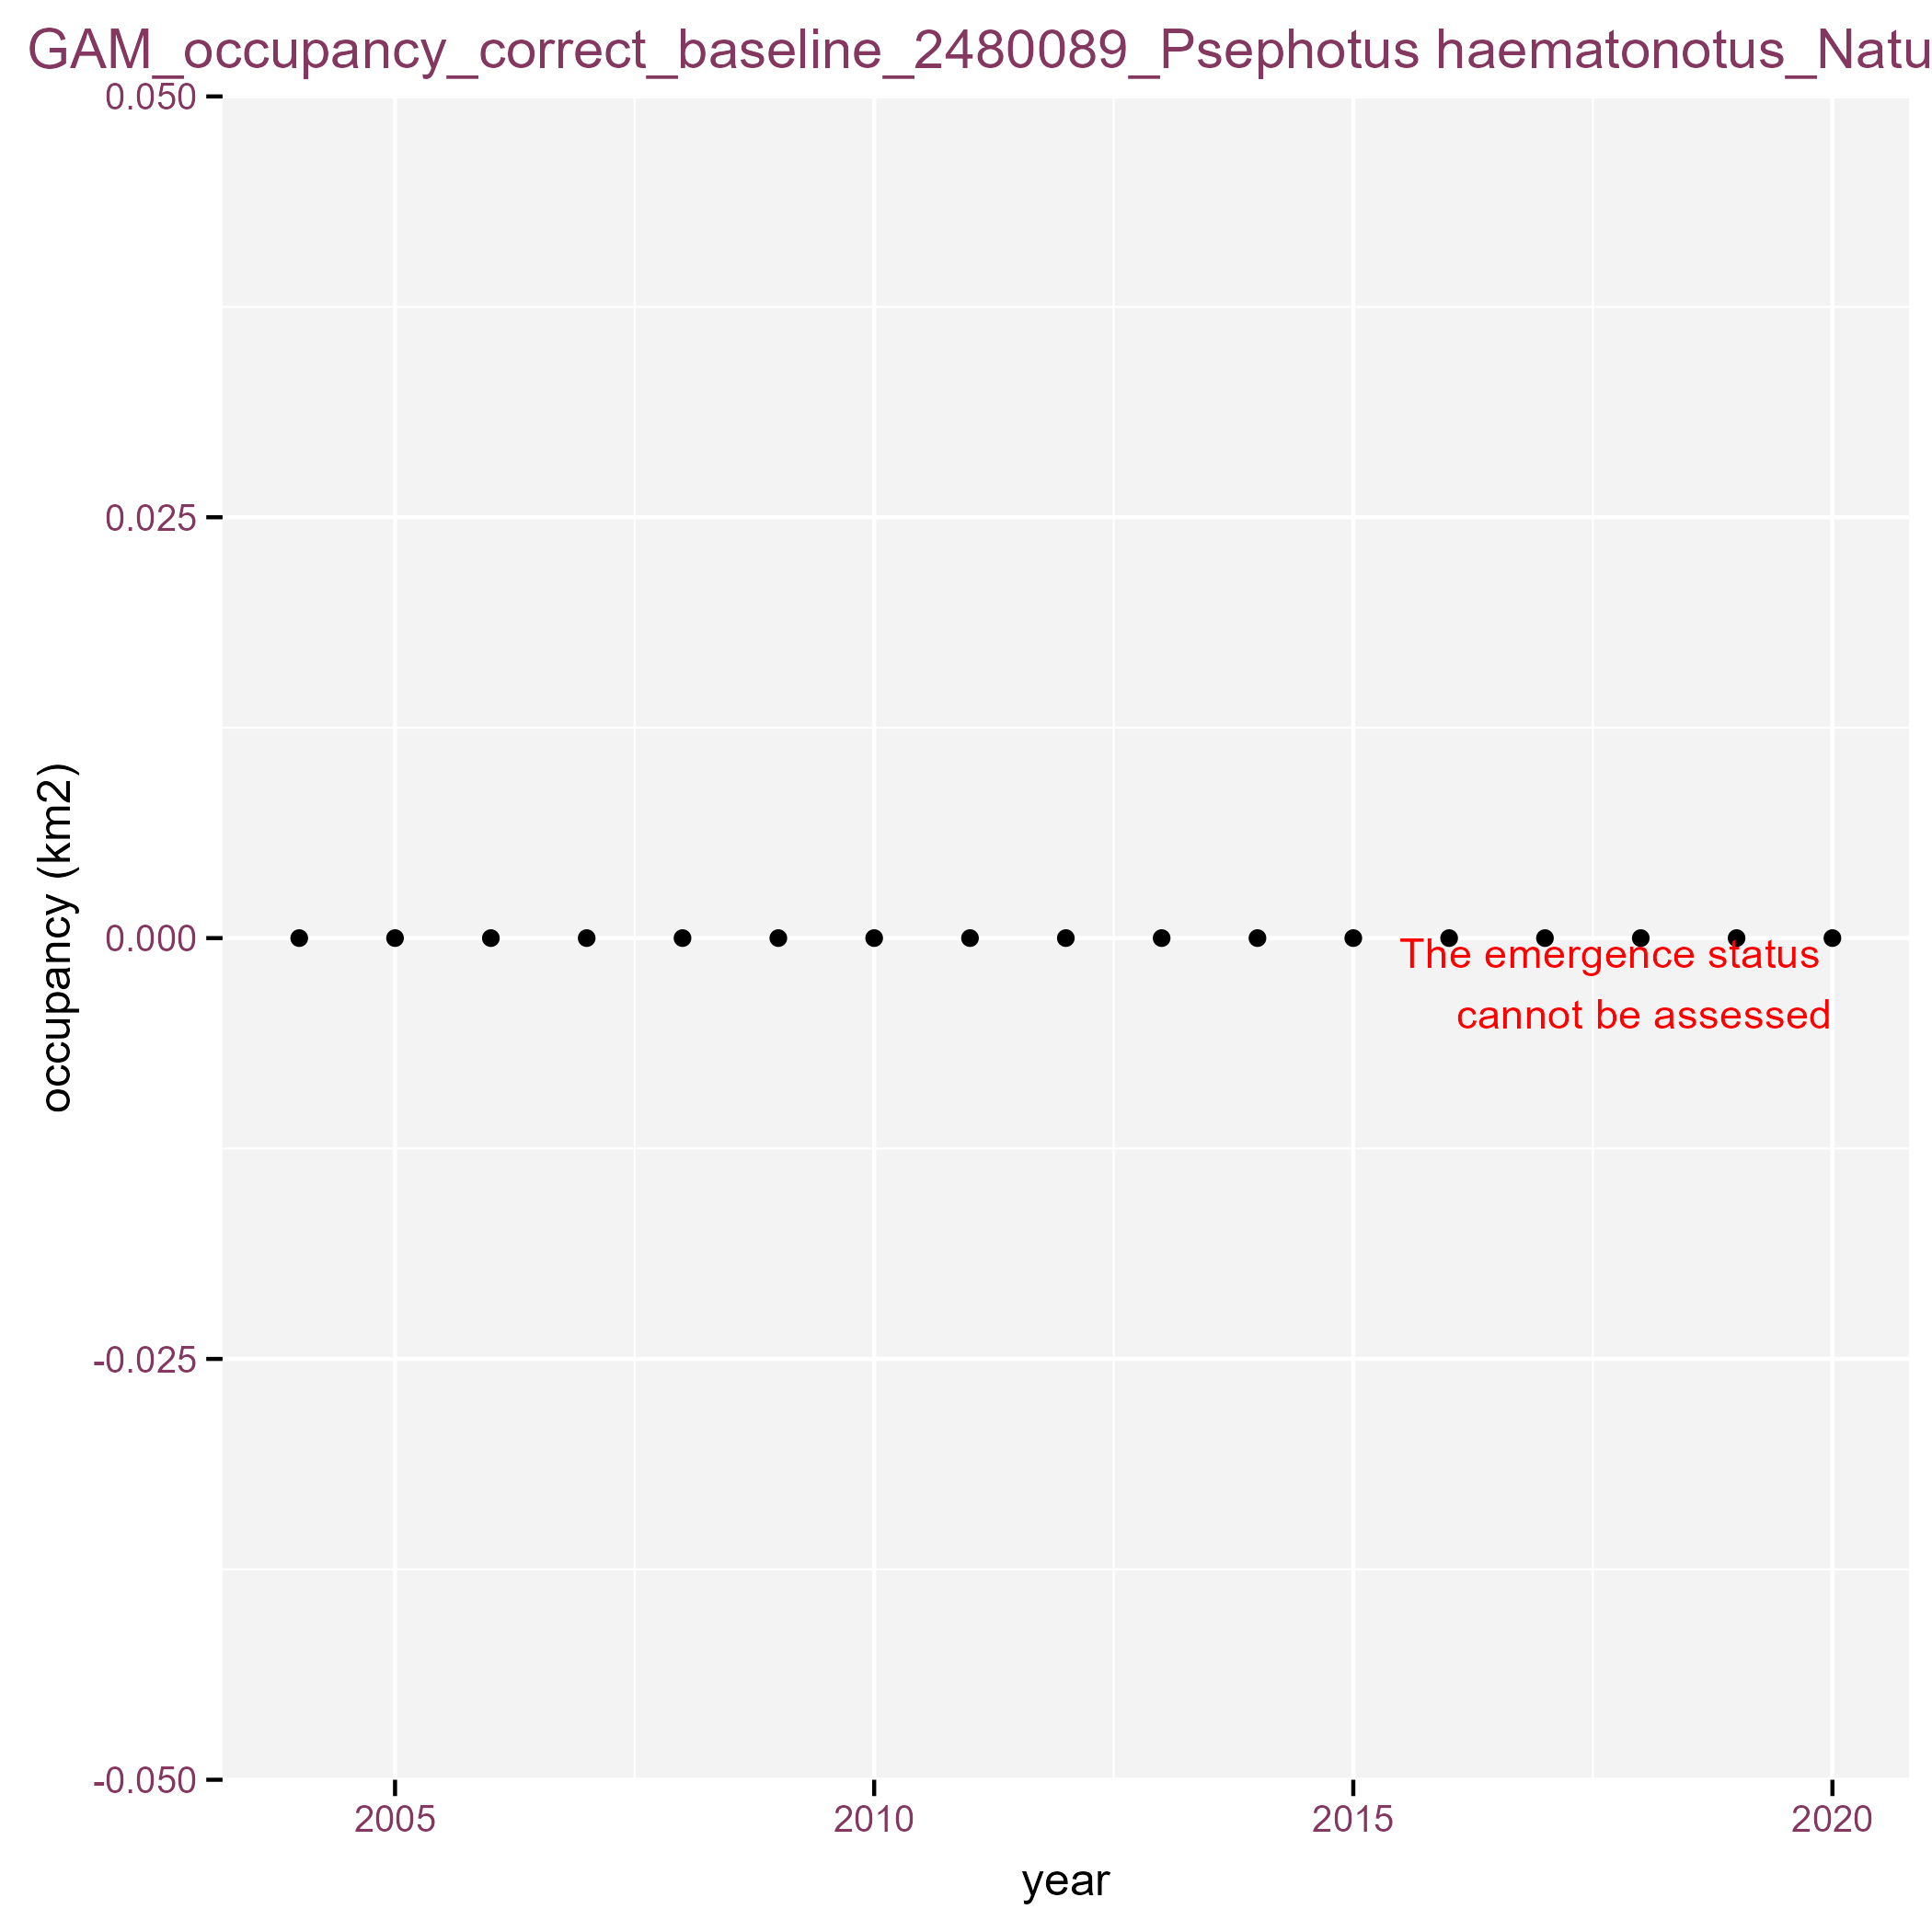 GAM_occupancy_correct_baseline_2480089_Psephotus haematonotus_Natu
0.050
0.025
0.000
-0.025
-0.050
occupancy (km2)
The emergence status
cannot be assessed
2005 2010 2015 2020
year